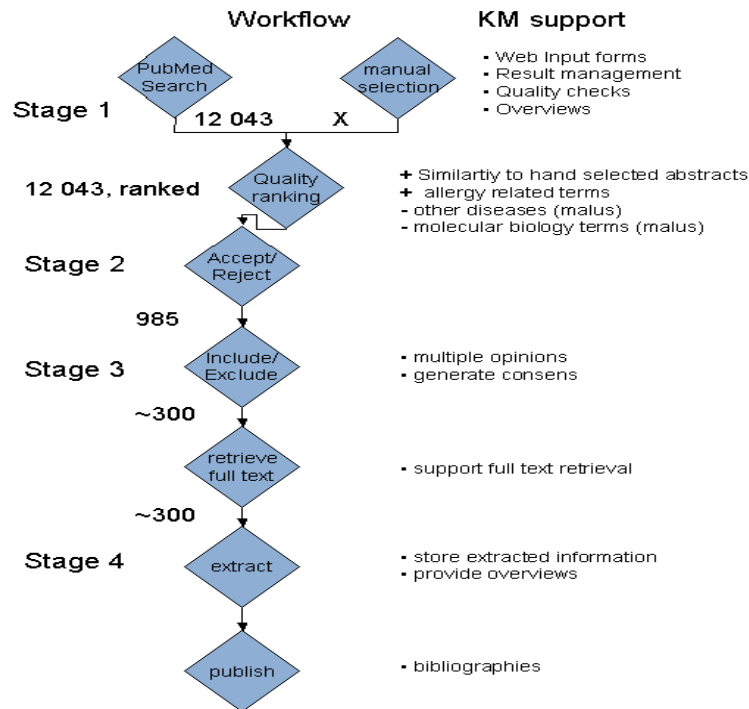 Workflow
KM support
PubMed
Search
manual
selection
- Web Input forms
- Result management
- Quality checks
- Overviews
Stage 1
12 043
X
12 043, ranked
Quality
ranking
+ Similartiy to hand selected abstracts
+ allergy related terms
- other diseases (malus)
- molecular biology terms (malus)
Stage 2
Accept/
Reject
985
Stage 3
Include/
Exclude
- multiple opinions
- generate consens
~300
retrieve
full text
- support full text retrieval
~300
Stage 4
extract
- store extracted information
- provide overviews
publish
- bibliographies